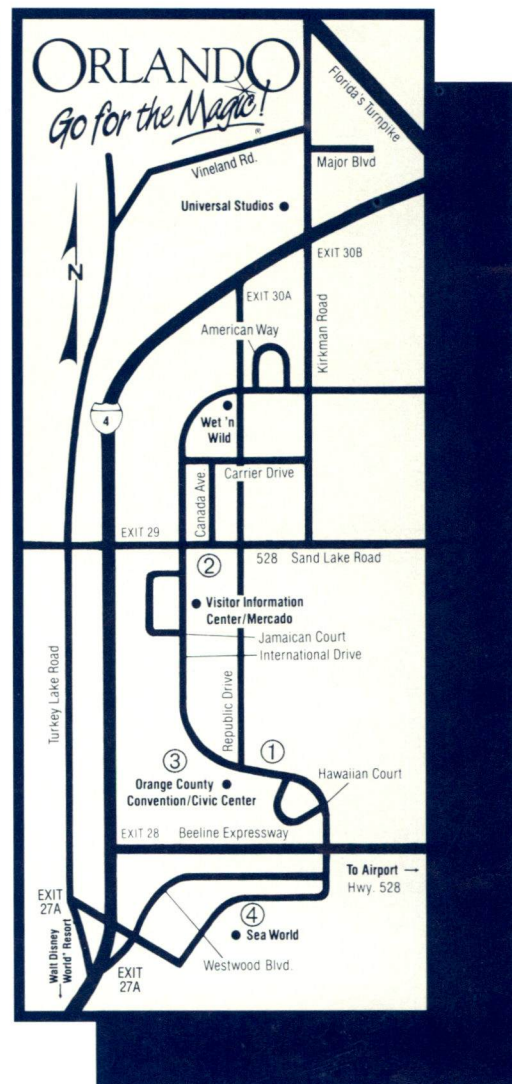 ORLANDO
Go for the Magic!
®
Florida's Turnpike
Vineland Rd.
Major Blvd
Universal Studios
N
EXIT 30B
EXIT 30A
Kirkman Road
American Way
4
Wet 'n
Wild
Carrier Drive
Canada Ave
EXIT 29
528 Sand Lake Road
②
Visitor Information
Center/Mercado
Jamaican Court
International Drive
Turkey Lake Road
Republic Drive
①
③
Hawaiian Court
Orange County
Convention/Civic Center
EXIT 28 Beeline Expressway
To Airport →
Hwy. 528
EXIT
27A
④
Sea World
Walt Disney
World* Resort
←
EXIT
27A
Westwood Blvd.